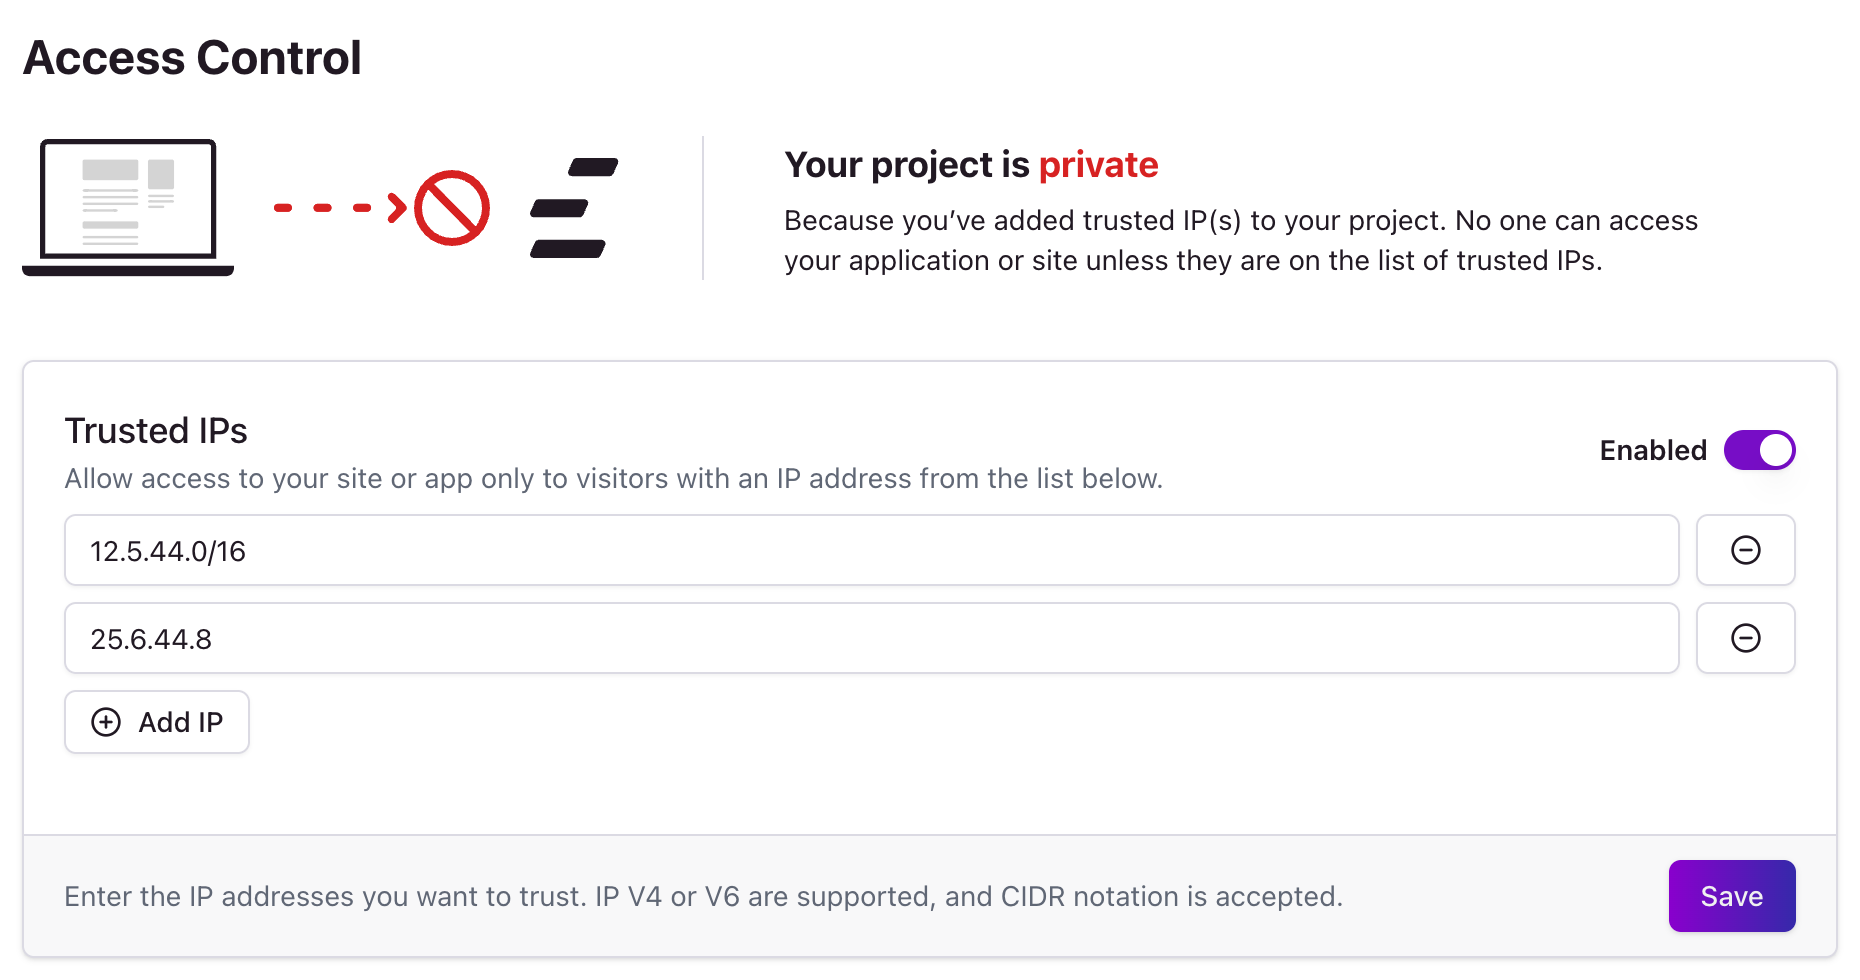 Access Control
Your project is private
Because you’ve added trusted IP(s) to your project. No one can access
your application or site unless they are on the list of trusted IPs.
Trusted IPs
Enabled
Allow access to your site or app only to visitors with an IP address from the list below.
12.5.44.0/16
25.6.44.8
Add IP
Enter the IP addresses you want to trust. IP V4 or V6 are supported, and CIDR notation is accepted.
Save